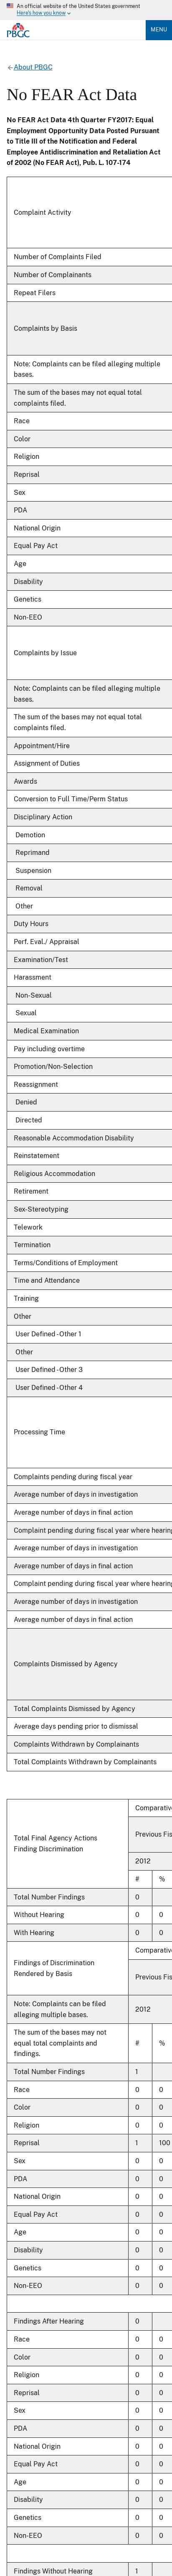 An official website of the United States government
Here's how you know
PBGC
MENU
About PBGC
No FEAR Act Data
No FEAR Act Data 4th Quarter FY2017: Equal
Employment Opportunity Data Posted Pursuant
to Title III of the Notification and Federal
Employee Antidiscrimination and Retaliation Act
of 2002 (No FEAR Act), Pub. L. 107-174
Complaint Activity
Number of Complaints Filed
Number of Complainants
Repeat Filers
Complaints by Basis
Note: Complaints can be filed alleging multiple
bases.
The sum of the bases may not equal total
complaints filed.
Race
Color
Religion
Reprisal
Sex
PDA
National Origin
Equal Pay Act
Age
Disability
Genetics
Non-EEO
Complaints by Issue
Note: Complaints can be filed alleging multiple
bases.
The sum of the bases may not equal total
complaints filed.
Appointment/Hire
Assignment of Duties
Awards
Conversion to Full Time/Perm Status
Disciplinary Action
Demotion
Reprimand
Suspension
Removal
Other
Duty Hours
Perf. Eval./ Appraisal
Examination/Test
Harassment
Non-Sexual
Sexual
Medical Examination
Pay including overtime
Promotion/Non-Selection
Reassignment
Denied
Directed
Reasonable Accommodation Disability
Reinstatement
Religious Accommodation
Retirement
Sex-Stereotyping
Telework
Termination
Terms/Conditions of Employment
Time and Attendance
Training
Other
User Defined - Other 1
Other
User Defined - Other 3
User Defined - Other 4
Processing Time
Complaints pending during fiscal year
Average number of days in investigation
Average number of days in final action
Complaint pending during fiscal year where hearing
Average number of days in investigation
Average number of days in final action
Complaint pending during fiscal year where hearing
Average number of days in investigation
Average number of days in final action
Complaints Dismissed by Agency
Total Complaints Dismissed by Agency
Average days pending prior to dismissal
Complaints Withdrawn by Complainants
Total Complaints Withdrawn by Complainants
Total Final Agency Actions
Finding Discrimination
Comparative
Previous Fis
2012
# %
Total Number Findings 0
Without Hearing 0 0
With Hearing 0 0
Findings of Discrimination
Rendered by Basis
Comparative
Previous Fis
Note: Complaints can be filed
alleging multiple bases.
2012
The sum of the bases may not
equal total complaints and
findings.
# %
Total Number Findings 1
Race 0 0
Color 0 0
Religion 0 0
Reprisal 1 100
Sex 0 0
PDA 0 0
National Origin 0 0
Equal Pay Act 0 0
Age 0 0
Disability 0 0
Genetics 0 0
Non-EEO 0 0
Findings After Hearing 0
Race 0 0
Color 0 0
Religion 0 0
Reprisal 0 0
Sex 0 0
PDA 0 0
National Origin 0 0
Equal Pay Act 0 0
Age 0 0
Disability 0 0
Genetics 0 0
Non-EEO 0 0
Findings Without Hearing 1